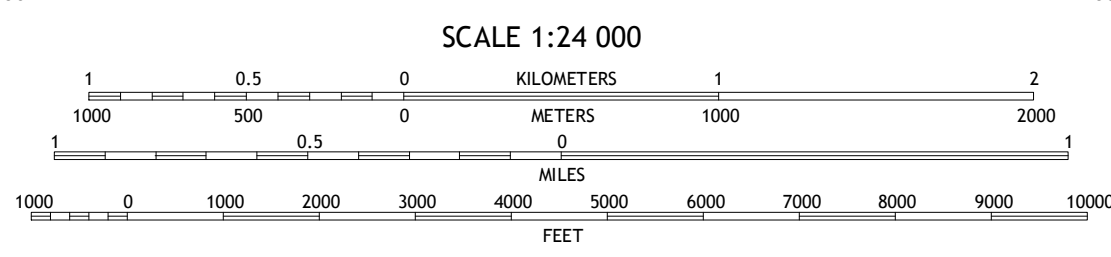 SCALE 1:24 000
1 0.5 0 KILOMETERS 1 2
1000 500 0 METERS 1000 2000
1 0.5 0 1
MILES
1000 0 1000 2000 3000 4000 5000 6000 7000 8000 9000 10000
FEET